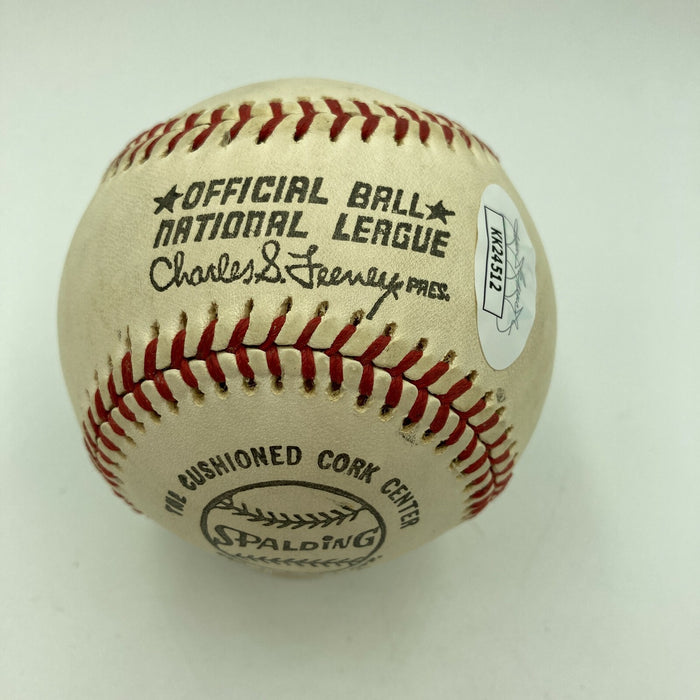 ★OFFICIAL BALL★
NATIONAL LEAGUE
Charles S. Feeney PRES.
KK24512
THE CUSHIONED CORK CENTER
SPALDING